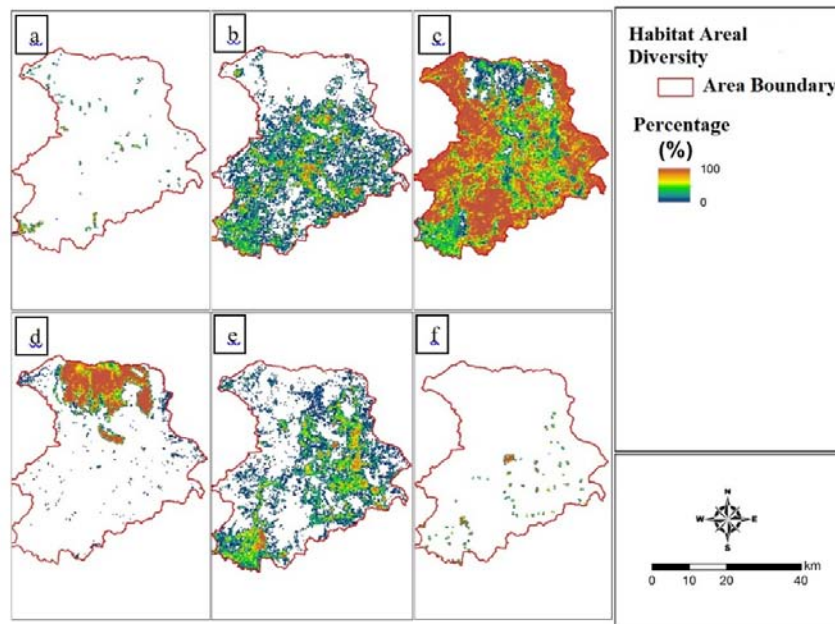 a
b
c
d
e
f
Habitat Areal
Diversity
Area Boundary
Percentage
(%)
100
0
N
W E
S
km
0 10 20 40